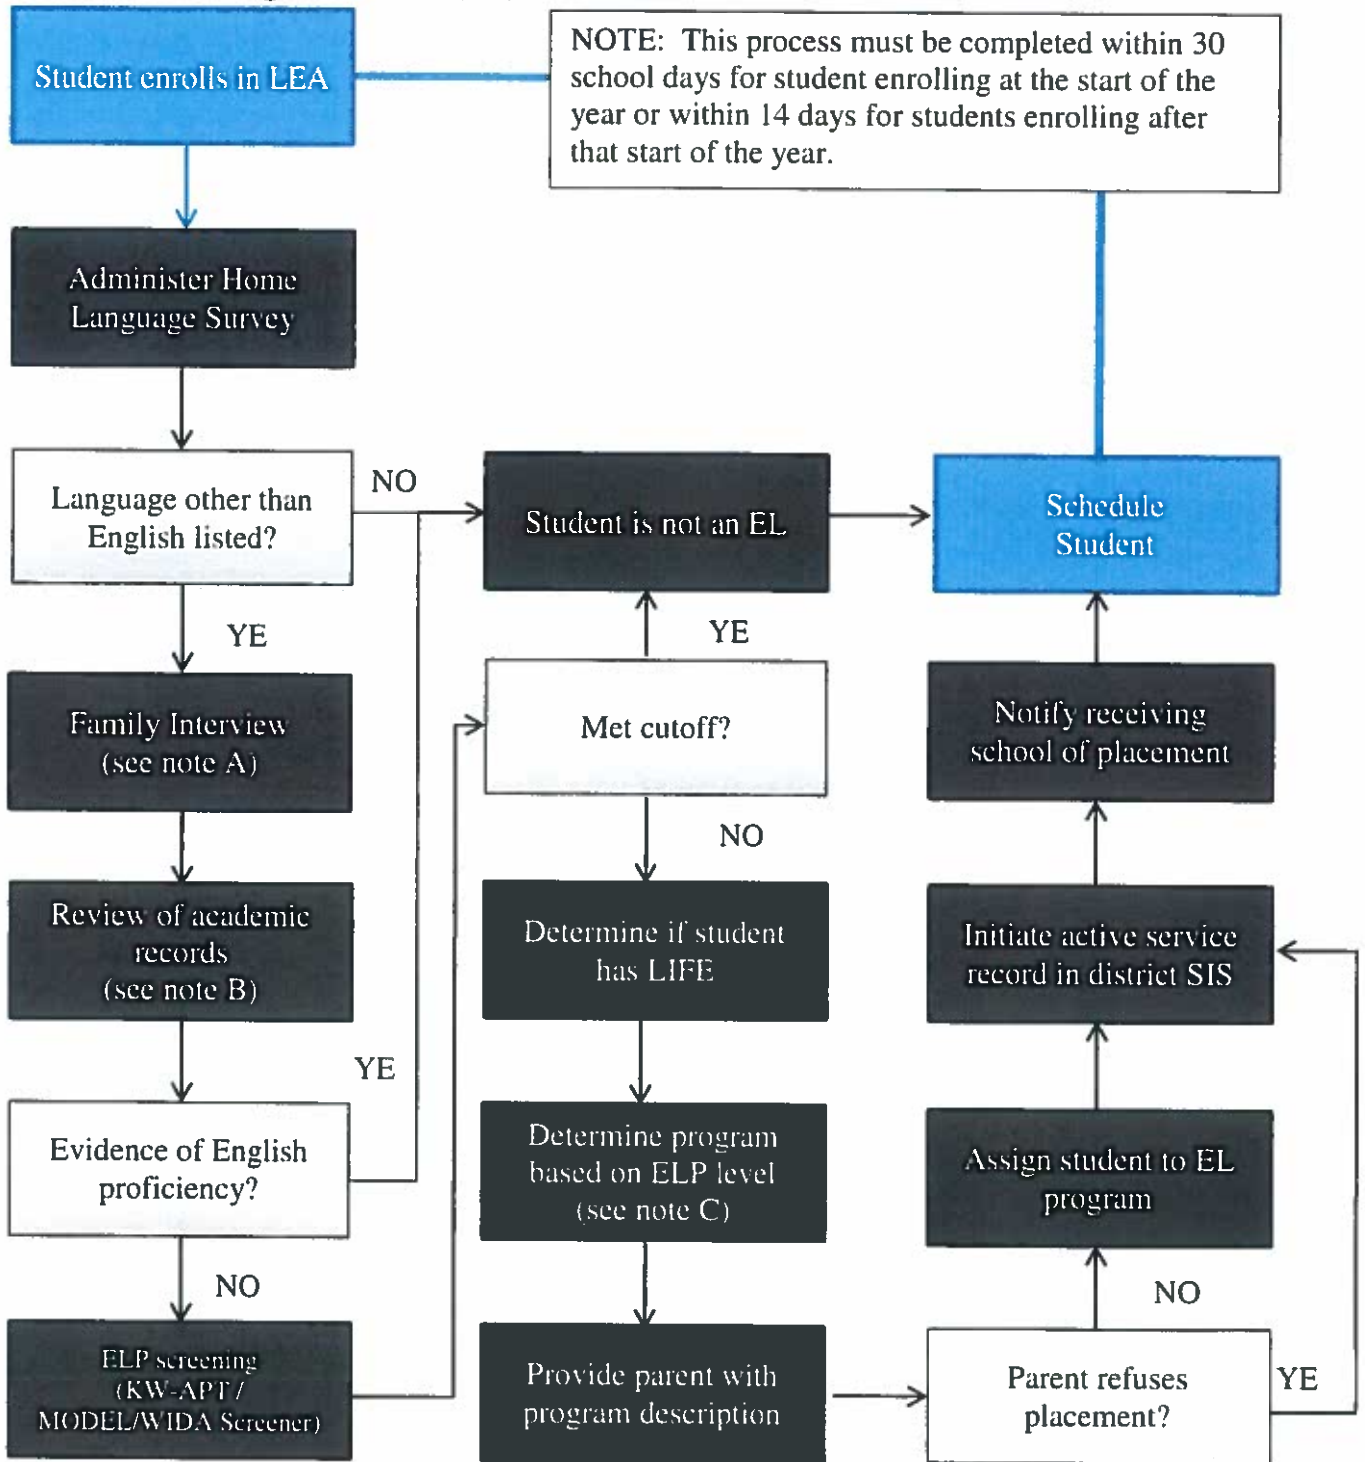 Student enrolls in LEA
NOTE: This process must be completed within 30
school days for student enrolling at the start of the
year or within 14 days for students enrolling after
that start of the year.
Administer Home
Language Survey
Language other than
English listed?
NO
YE
Student is not an EL
Schedule
Student
Family Interview
(see note A)
YE
Met cutoff?
NO
Notify receiving
school of placement
Review of academic
records
(see note B)
Determine if student
has LIFE
Initiate active service
record in district SIS
YE
Evidence of English
proficiency?
NO
Determine program
based on ELP level
(see note C)
Assign student to EL
program
NO
ELP screening
(KW-APT /
MODEL/WIDA Screener)
Provide parent with
program description
Parent refuses
placement?
YE